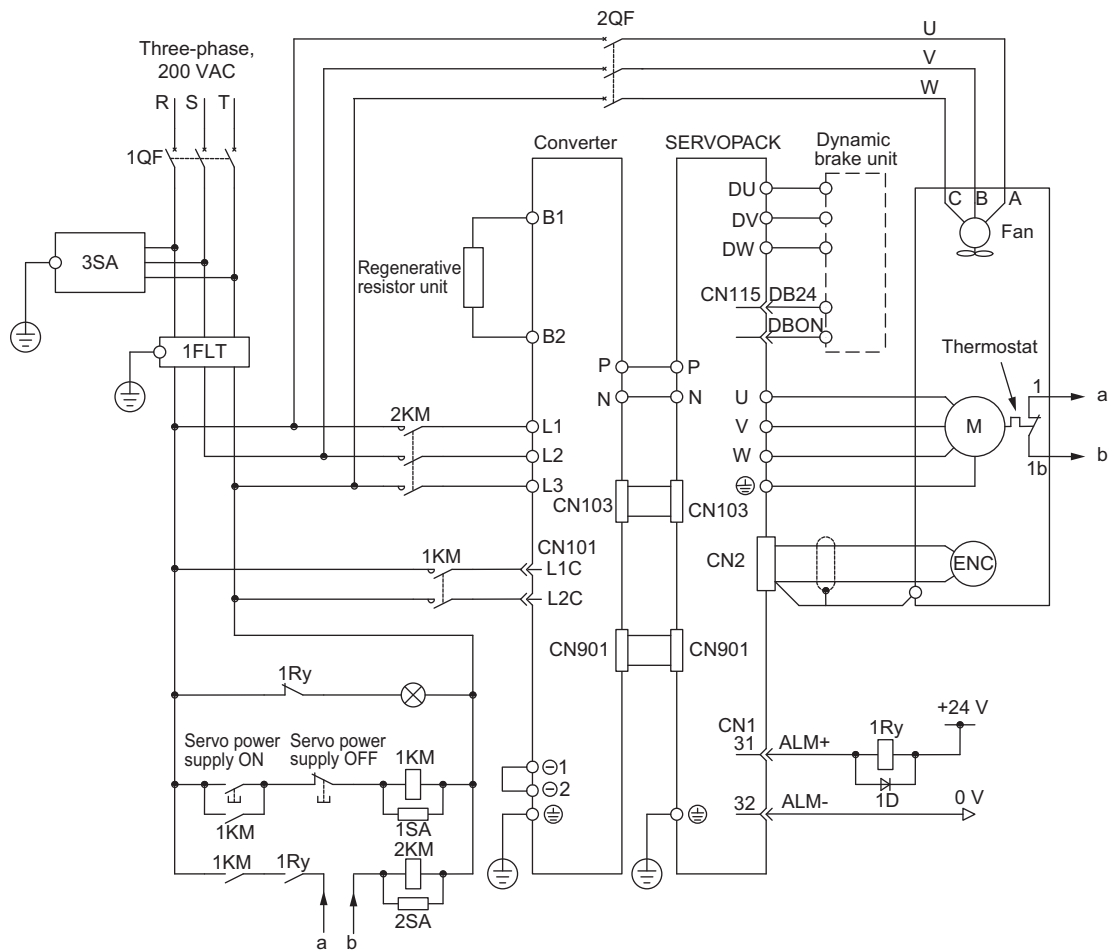 2QF
U
V
W
Three-phase,
200 VAC
R S T
1QF
Converter
SERVOPACK
Dynamic
brake unit
DU
DV
DW
C B A
Fan
B1
3SA
Regenerative
resistor unit
CN115
DB24
DBON
B2
1FLT
Thermostat
P P
N N
U
V
W
M
1
a
1b
b
2KM
L1
L2
L3
CN103
CN103
CN101
1KM
L1C
L2C
CN2
ENC
CN901
CN901
1Ry
+24 V
CN1
31
ALM+
1Ry
1D
Servo power
supply ON
Servo power
supply OFF
1KM
1KM
1SA
⊖1
⊖2
32
ALM-
0 V
1KM
1Ry
2KM
2SA
a b